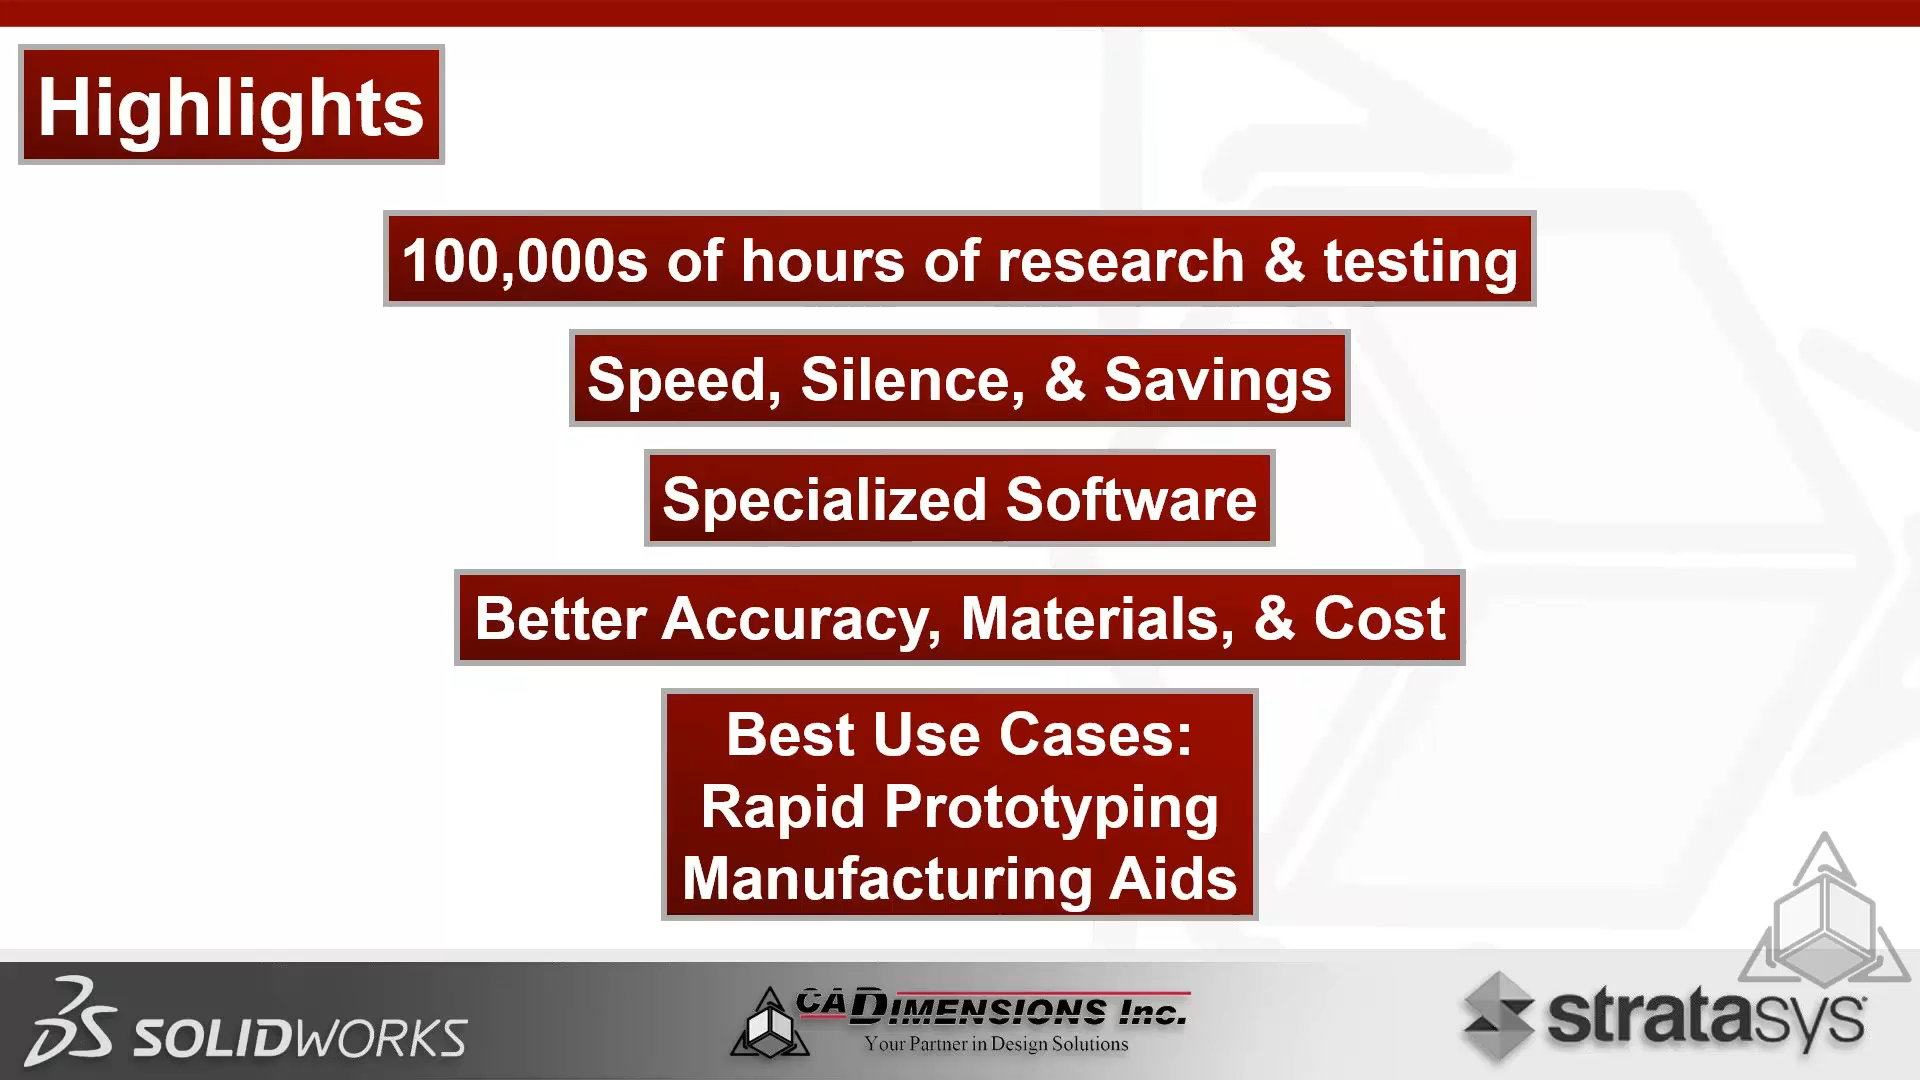 Highlights
100,000s of hours of research & testing
Speed, Silence, & Savings
Specialized Software
Better Accuracy, Materials, & Cost
Best Use Cases:
Rapid Prototyping
Manufacturing Aids
SOLIDWORKS
CADIMENSIONS Inc.
Your Partner in Design Solutions
stratasys